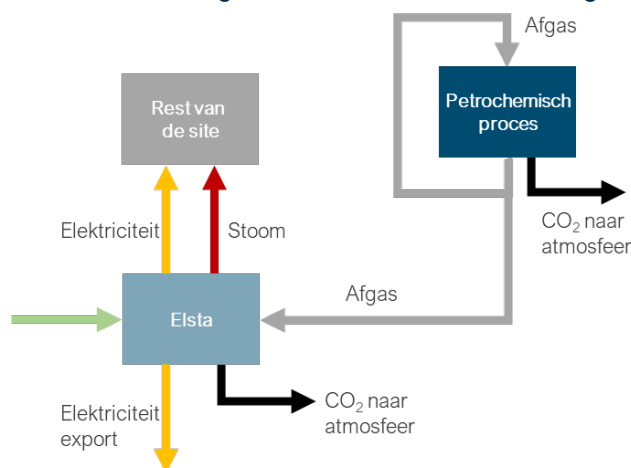 Afgas
Petrochemisch
proces
Rest van
de site
CO₂ naar
atmosfeer
Elektriciteit
Stoom
Afgas
Elsta
CO₂ naar
atmosfeer
Elektriciteit
export